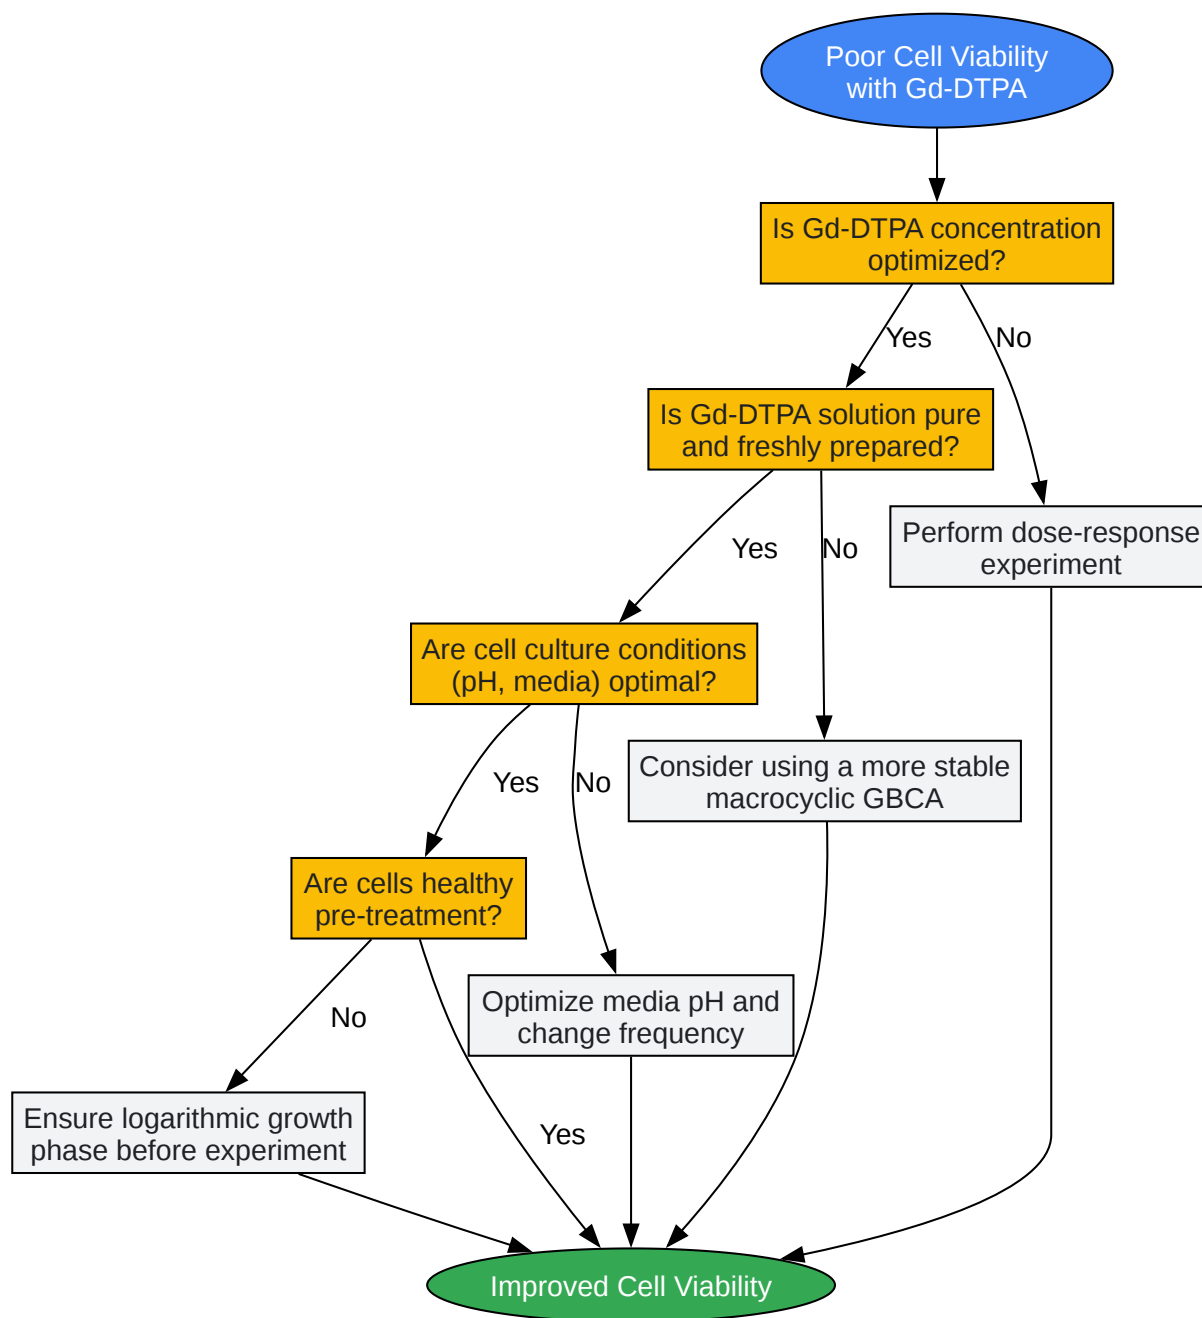 Poor Cell Viability
with Gd-DTPA
Is Gd-DTPA concentration
optimized?
Yes
No
Is Gd-DTPA solution pure
and freshly prepared?
Perform dose-response
experiment
Yes
No
Are cell culture conditions
(pH, media) optimal?
Consider using a more stable
macrocyclic GBCA
Yes
No
Are cells healthy
pre-treatment?
Optimize media pH and
change frequency
No
Ensure logarithmic growth
phase before experiment
Yes
Improved Cell Viability